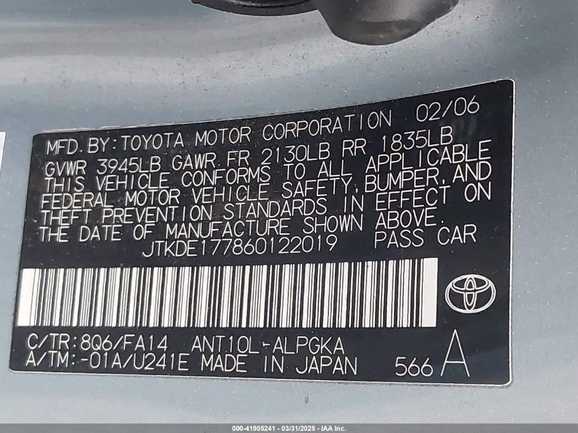 MFD. BY: TOYOTA MOTOR CORPORATION 02/06
GVWR 3945LB GAWR FR 2130LB RR 1835LB
THIS VEHICLE CONFORMS TO ALL APPLICABLE
FEDERAL MOTOR VEHICLE SAFETY, BUMPER, AND
THEFT PREVENTION STANDARDS IN EFFECT ON
THE DATE OF MANUFACTURE SHOWN ABOVE.
JTKDE177860122019 PASS CAR
C/TR: 8Q6/FA14 ANT10L-ALPGKA
A/TM: -01A/U241E MADE IN JAPAN 566 A
000-41905241 - 03/31/2025 - IAA Inc.